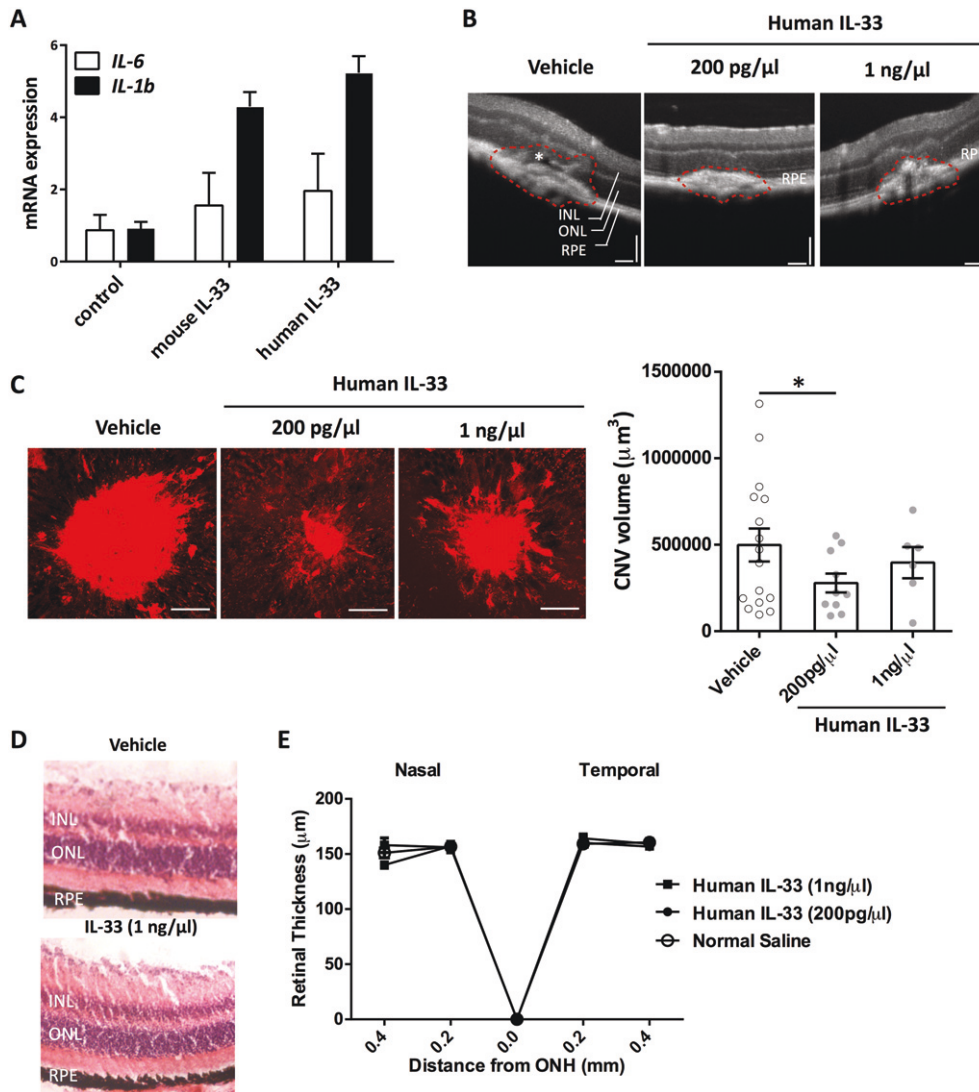 A
IL-6
IL-1b
mRNA expression
6
4
2
0
control
mouse IL-33
human IL-33
B
Human IL-33
Vehicle
200 pg/µl
1 ng/µl
*
INL
ONL
RPE
RPE
RP
C
Human IL-33
Vehicle
200 pg/µl
1 ng/µl
CNV volume (µm³)
1500000
1000000
500000
0
*
Vehicle
200pg/µl
1ng/µl
Human IL-33
D
Vehicle
INL
ONL
RPE
IL-33 (1 ng/µl)
INL
ONL
RPE
E
Nasal
Temporal
Retinal Thickness (µm)
200
150
100
50
0
0.4
0.2
0.0
0.2
0.4
Distance from ONH (mm)
Human IL-33 (1ng/µl)
Human IL-33 (200pg/µl)
Normal Saline